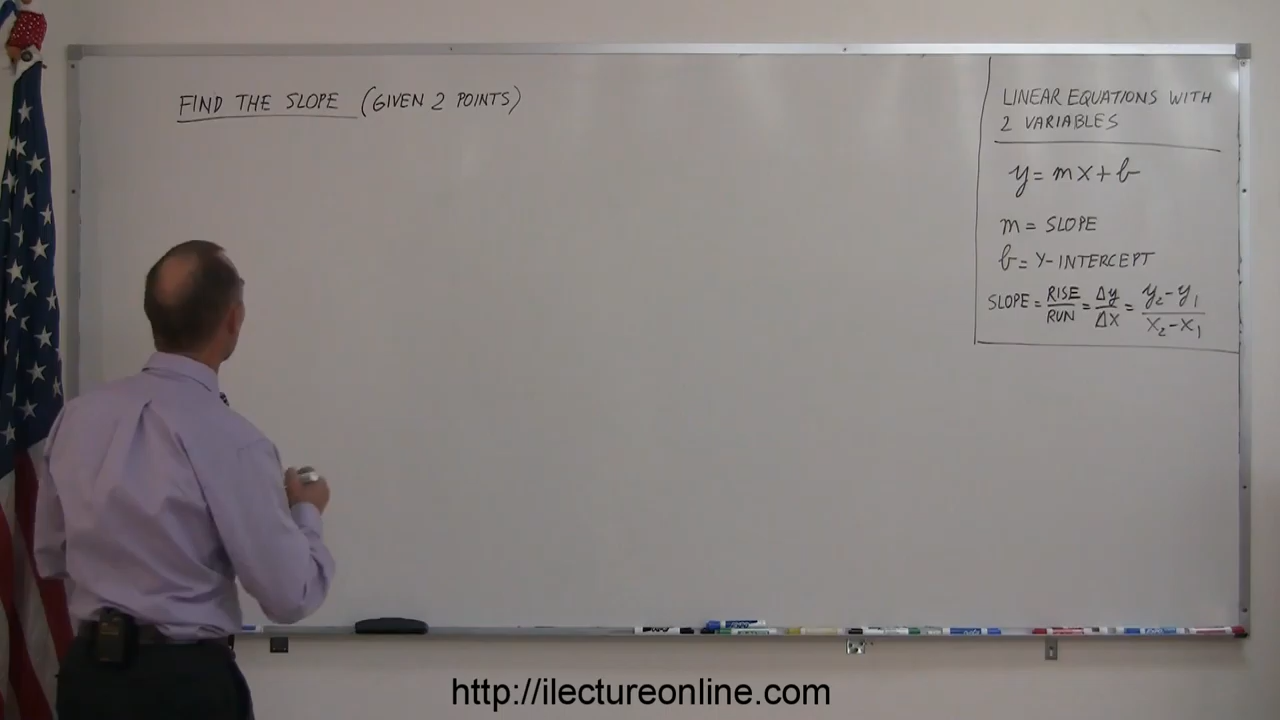 FIND THE SLOPE (GIVEN 2 POINTS)
LINEAR EQUATIONS WITH
2 VARIABLES
y = mx + b
m = SLOPE
b = Y-INTERCEPT
SLOPE = RISE/RUN = Δy/Δx = y₂-y₁/x₂-x₁
http://ilectureonline.com